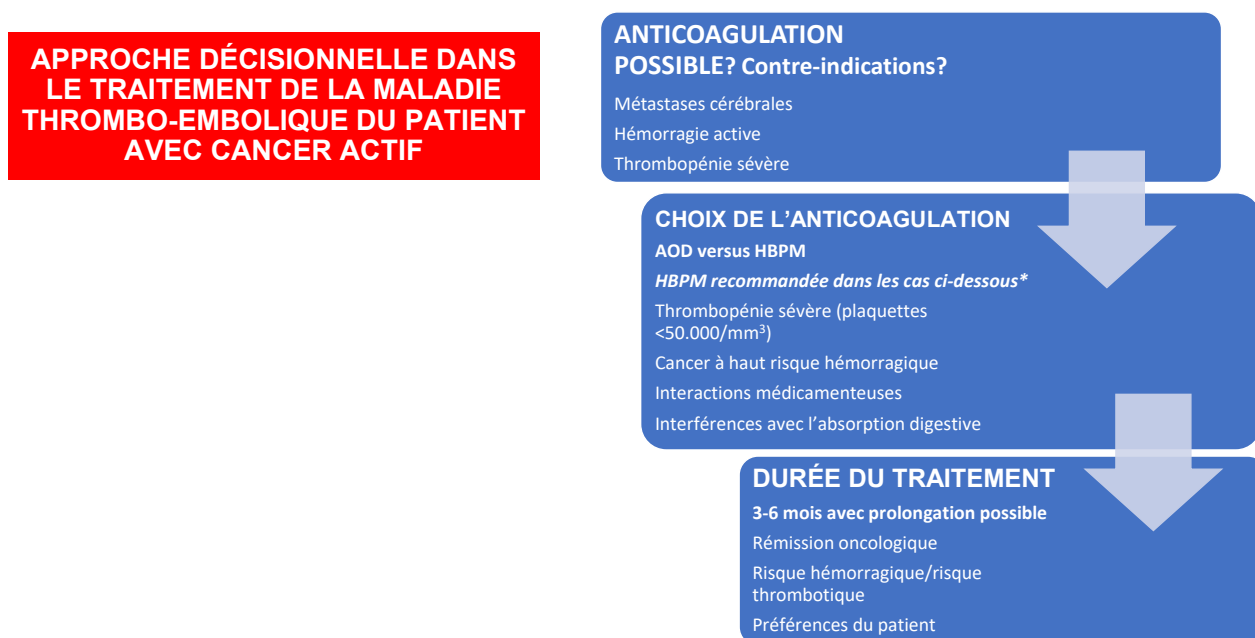 APPROCHE DÉCISIONNELLE DANS
LE TRAITEMENT DE LA MALADIE
THROMBO-EMBOLIQUE DU PATIENT
AVEC CANCER ACTIF
ANTICOAGULATION
POSSIBLE? Contre-indications?
Métastases cérébrales
Hémorragie active
Thrombopénie sévère
CHOIX DE L’ANTICOAGULATION
AOD versus HBPM
HBPM recommandée dans les cas ci-dessous*
Thrombopénie sévère (plaquettes
<50.000/mm³)
Cancer à haut risque hémorragique
Interactions médicamenteuses
Interférences avec l’absorption digestive
DURÉE DU TRAITEMENT
3-6 mois avec prolongation possible
Rémission oncologique
Risque hémorragique/risque
thrombotique
Préférences du patient